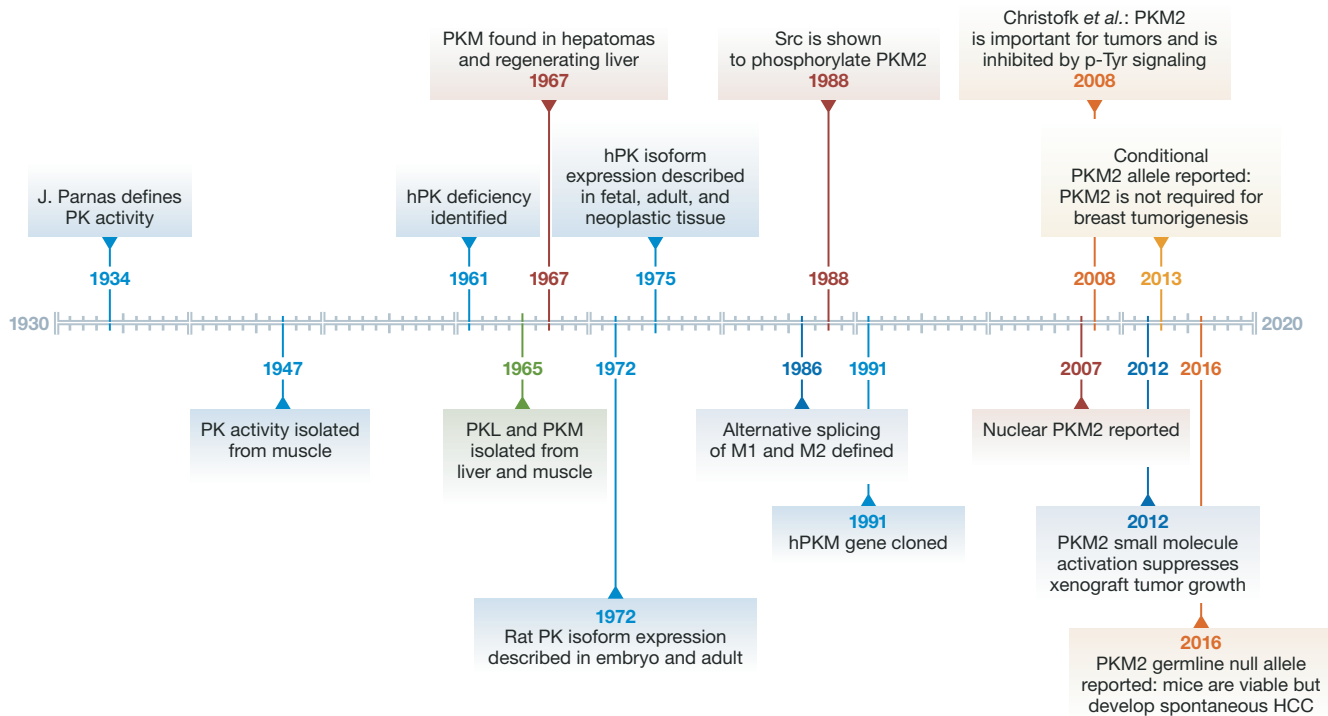 Christofk et al.: PKM2
is important for tumors and is
inhibited by p-Tyr signaling
2008
PKM found in hepatomas
and regenerating liver
1967
Src is shown
to phosphorylate PKM2
1988
hPK isoform
expression described
in fetal, adult, and
neoplastic tissue
Conditional
PKM2 allele reported:
PKM2 is not required for
breast tumorigenesis
J. Parnas defines
PK activity
hPK deficiency
identified
1934
1961
1967
1975
1988
2008
2013
1930
2020
1947
1965
1972
1986
1991
2007
2012
2016
PK activity isolated
from muscle
PKL and PKM
isolated from
liver and muscle
Alternative splicing
of M1 and M2 defined
Nuclear PKM2 reported
1991
hPKM gene cloned
2012
PKM2 small molecule
activation suppresses
xenograft tumor growth
1972
Rat PK isoform expression
described in embryo and adult
2016
PKM2 germline null allele
reported: mice are viable but
develop spontaneous HCC